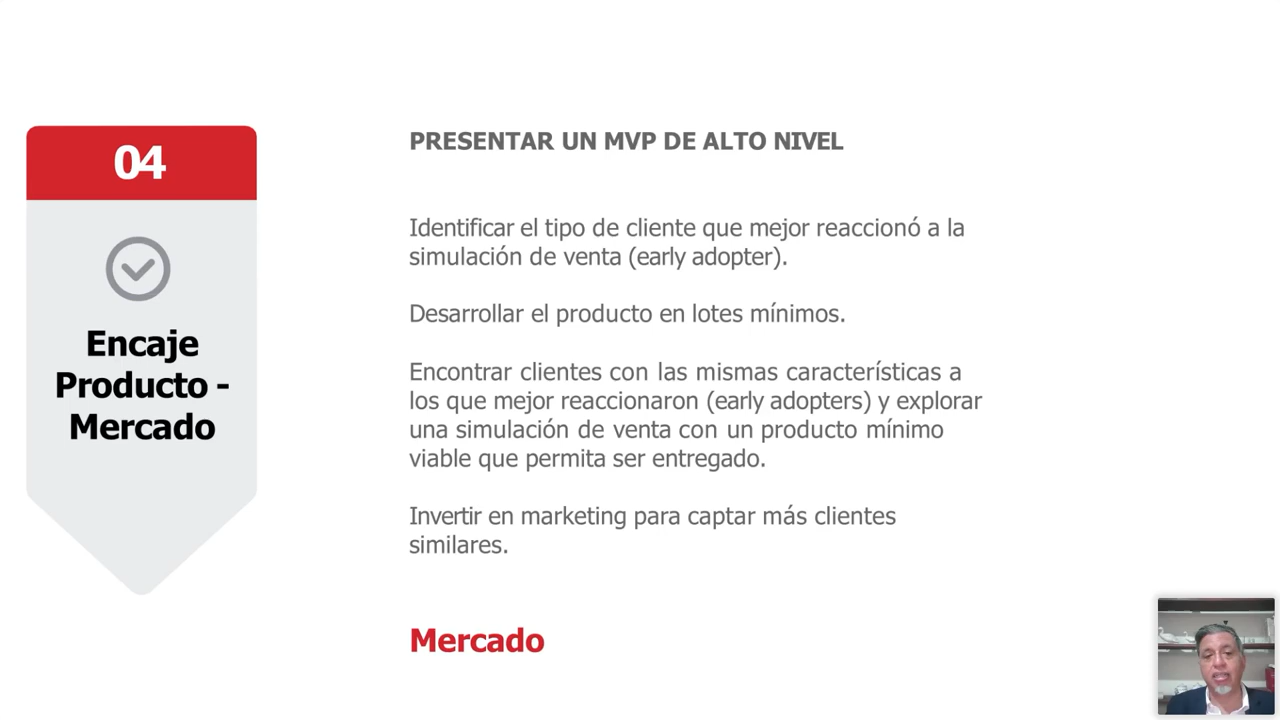 04
Encaje
Producto -
Mercado
PRESENTAR UN MVP DE ALTO NIVEL
Identificar el tipo de cliente que mejor reaccionó a la
simulación de venta (early adopter).
Desarrollar el producto en lotes mínimos.
Encontrar clientes con las mismas características a
los que mejor reaccionaron (early adopters) y explorar
una simulación de venta con un producto mínimo
viable que permita ser entregado.
Invertir en marketing para captar más clientes
similares.
Mercado